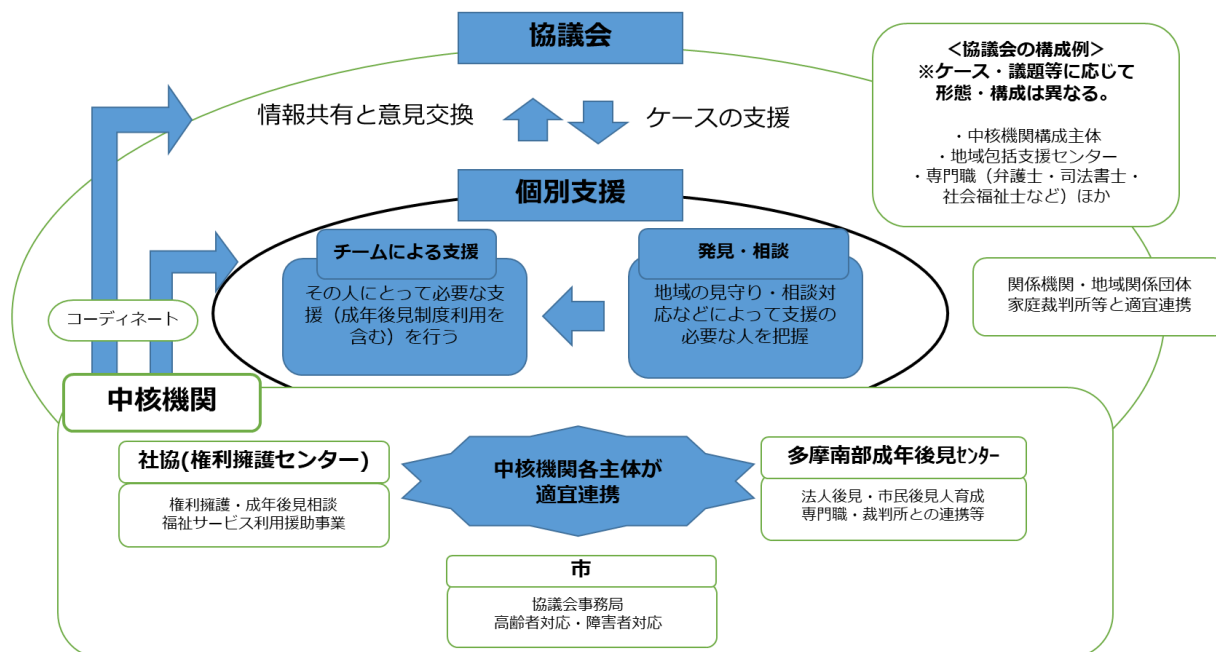 協議会
＜協議会の構成例＞
※ケース・議題等に応じて
形態・構成は異なる。
・中核機関構成主体
・地域包括支援センター
・専門職（弁護士・司法書士・
社会福祉士など）ほか
情報共有と意見交換
ケースの支援
個別支援
チームによる支援
その人にとって必要な支
援（成年後見制度利用を
含む）を行う
発見・相談
地域の見守り・相談対
応などによって支援の
必要な人を把握
関係機関・地域関係団体
家庭裁判所等と適宜連携
コーディネート
中核機関
社協(権利擁護センター)
権利擁護・成年後見相談
福祉サービス利用援助事業
中核機関各主体が
適宜連携
多摩南部成年後見ｾﾝﾀｰ
法人後見・市民後見人育成
専門職・裁判所との連携等
市
協議会事務局
高齢者対応・障害者対応